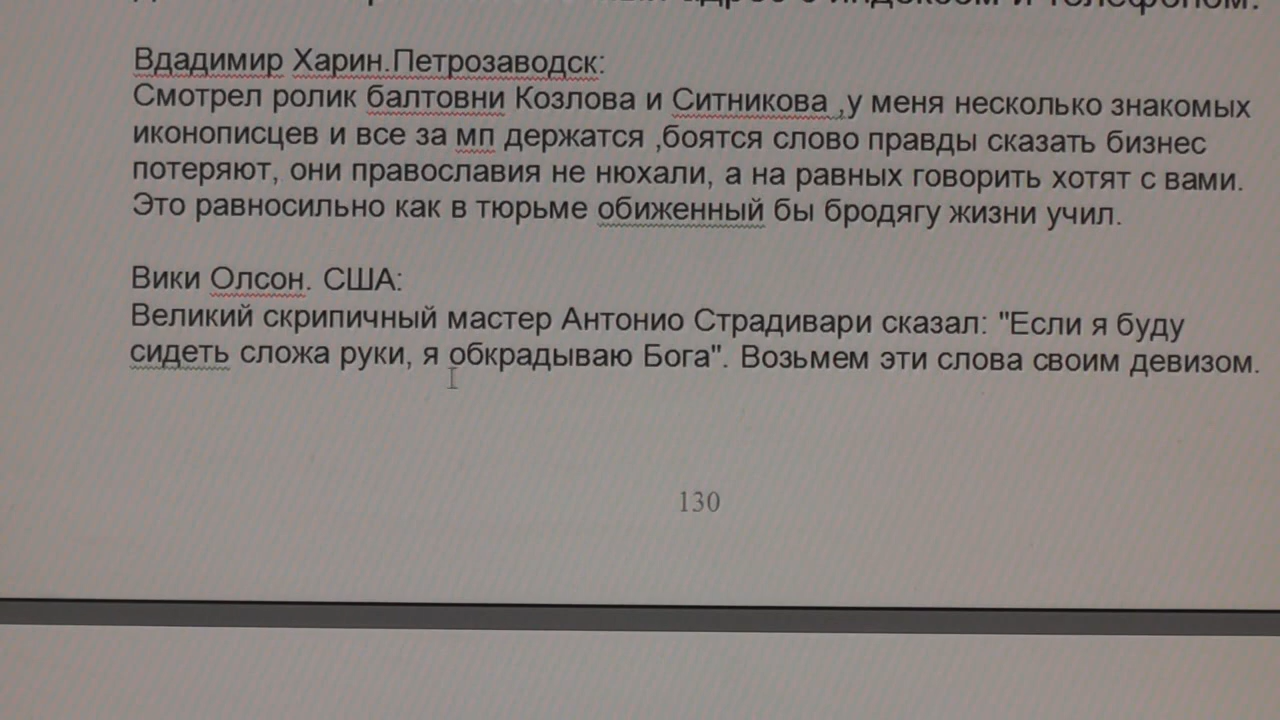 адрес с индексом и телефоном.
Вдадимир Харин.Петрозаводск:
Смотрел ролик балтовни Козлова и Ситникова ,у меня несколько знакомых
иконописцев и все за мп держатся ,боятся слово правды сказать бизнес
потеряют, они православия не нюхали, а на равных говорить хотят с вами.
Это равносильно как в тюрьме обиженный бы бродягу жизни учил.
Вики Олсон. США:
Великий скрипичный мастер Антонио Страдивари сказал: "Если я буду
сидеть сложа руки, я обкрадываю Бога". Возьмем эти слова своим девизом.
130